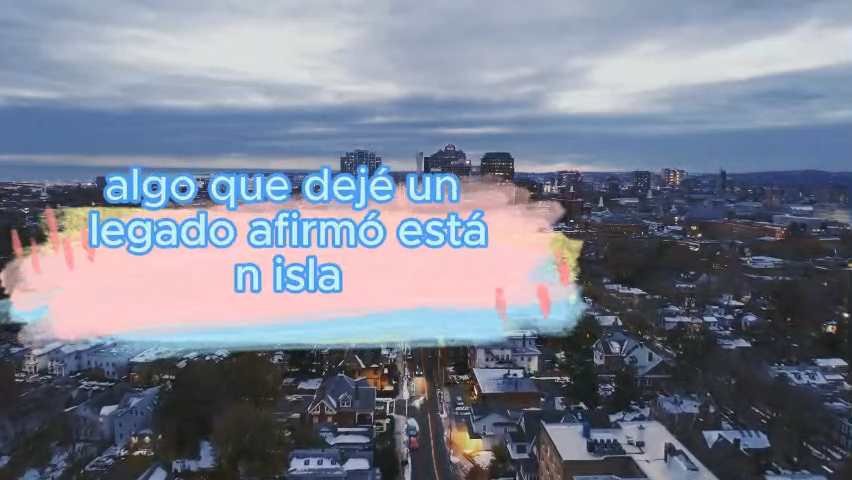 algo que dejé un
legado afirmó está
n isla